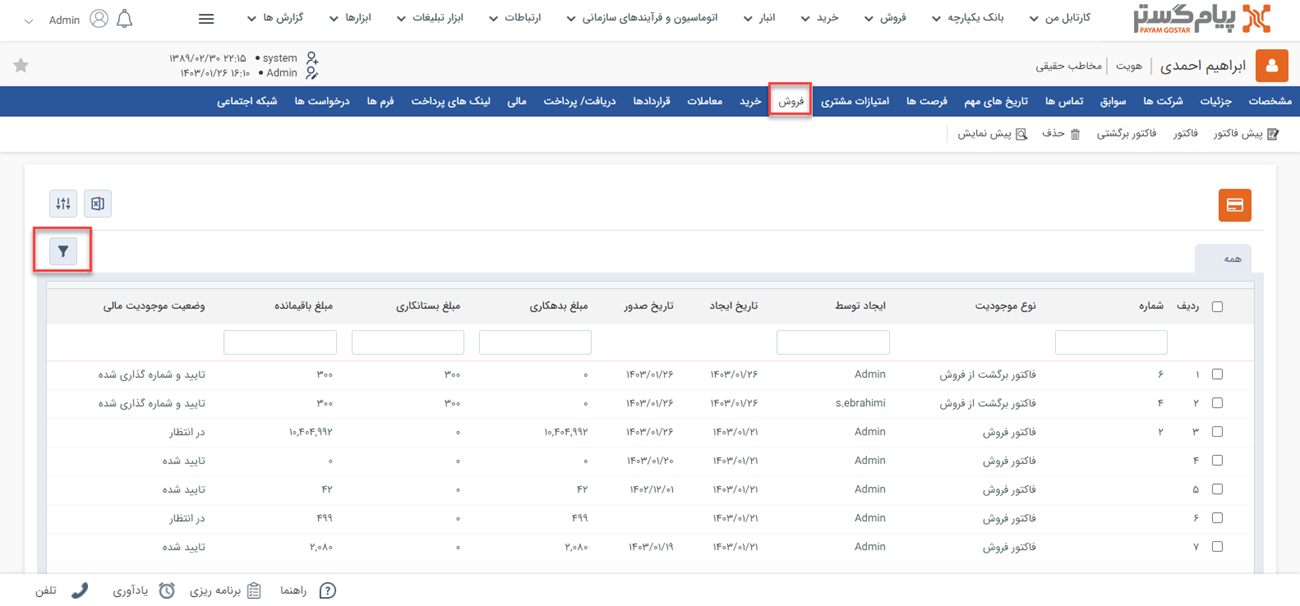 پیام گستر
PAYAM GOSTAR
کارتابل من بانک یکپارچه فروش خرید انبار اتوماسیون و فرآیندهای سازمانی ارتباطات ابزار تبلیغات ابزارها گزارش ها Admin
ابراهیم احمدی هویت مخاطب حقیقی
system • ۱۳۸۹/۰۲/۳۰ ۲۲:۱۵
Admin • ۱۴۰۳/۰۱/۲۶ ۱۶:۱۰
مشخصات جزئیات شرکت ها سوابق تماس ها تاریخ های مهم فرصت ها امتیازات مشتری فروش خرید معاملات قراردادها دریافت/ پرداخت مالی لینک های پرداخت فرم ها درخواست ها شبکه اجتماعی
پیش فاکتور فاکتور فاکتور برگشتی حذف پیش نمایش
همه
ردیف شماره نوع موجودیت ایجاد توسط تاریخ ایجاد تاریخ صدور مبلغ بدهکاری مبلغ بستانکاری مبلغ باقیمانده وضعیت موجودیت مالی
۱ ۶ فاکتور برگشت از فروش Admin ۱۴۰۳/۰۱/۲۶ ۱۴۰۳/۰۱/۲۶ ۰ ۳۰۰ ۳۰۰ تایید و شماره گذاری شده
۲ ۴ فاکتور برگشت از فروش s.ebrahimi ۱۴۰۳/۰۱/۲۶ ۱۴۰۳/۰۱/۲۶ ۰ ۳۰۰ ۳۰۰ تایید و شماره گذاری شده
۳ ۲ فاکتور فروش Admin ۱۴۰۳/۰۱/۲۱ ۱۴۰۳/۰۱/۲۶ ۱۰,۴۰۴,۹۹۲ ۰ ۱۰,۴۰۴,۹۹۲ در انتظار
۴ فاکتور فروش Admin ۱۴۰۳/۰۱/۲۱ ۱۴۰۳/۰۱/۲۰ ۰ ۰ ۰ تایید شده
۵ فاکتور فروش Admin ۱۴۰۳/۰۱/۲۱ ۱۴۰۲/۱۲/۰۱ ۴۲ ۰ ۴۲ تایید شده
۶ فاکتور فروش Admin ۱۴۰۳/۰۱/۲۱ ۴۹۹ ۰ ۴۹۹ در انتظار
۷ فاکتور فروش Admin ۱۴۰۳/۰۱/۲۱ ۱۴۰۳/۰۱/۱۹ ۲,۰۸۰ ۰ ۲,۰۸۰ تایید شده
راهنما برنامه ریزی یادآوری تلفن